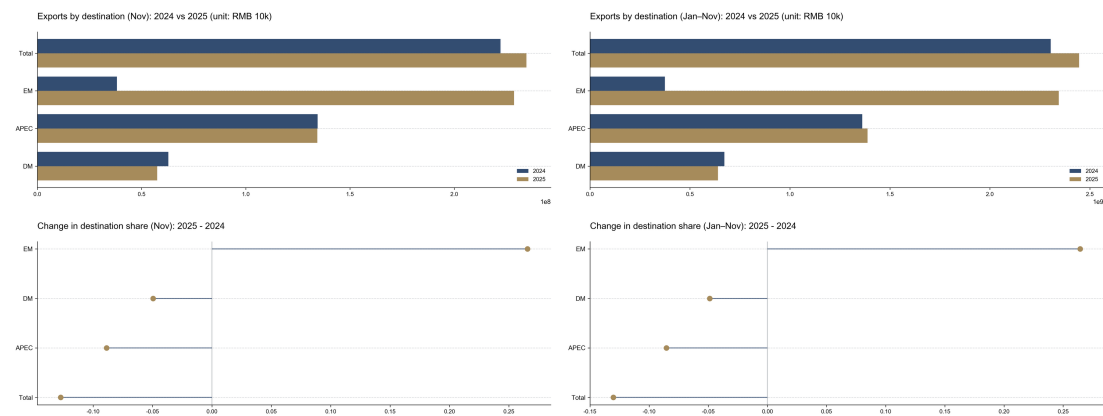 Exports by destination (Nov): 2024 vs 2025 (unit: RMB 10k)
Total
EM
APEC
DM
2024
2025
0.0 0.5 1.0 1.5 2.0
1e8
Exports by destination (Jan–Nov): 2024 vs 2025 (unit: RMB 10k)
Total
EM
APEC
DM
2024
2025
0.0 0.5 1.0 1.5 2.0 2.5
1e9
Change in destination share (Nov): 2025 - 2024
EM
DM
APEC
Total
-0.10 -0.05 0.00 0.05 0.10 0.15 0.20 0.25
Change in destination share (Jan–Nov): 2025 - 2024
EM
DM
APEC
Total
-0.15 -0.10 -0.05 0.00 0.05 0.10 0.15 0.20 0.25